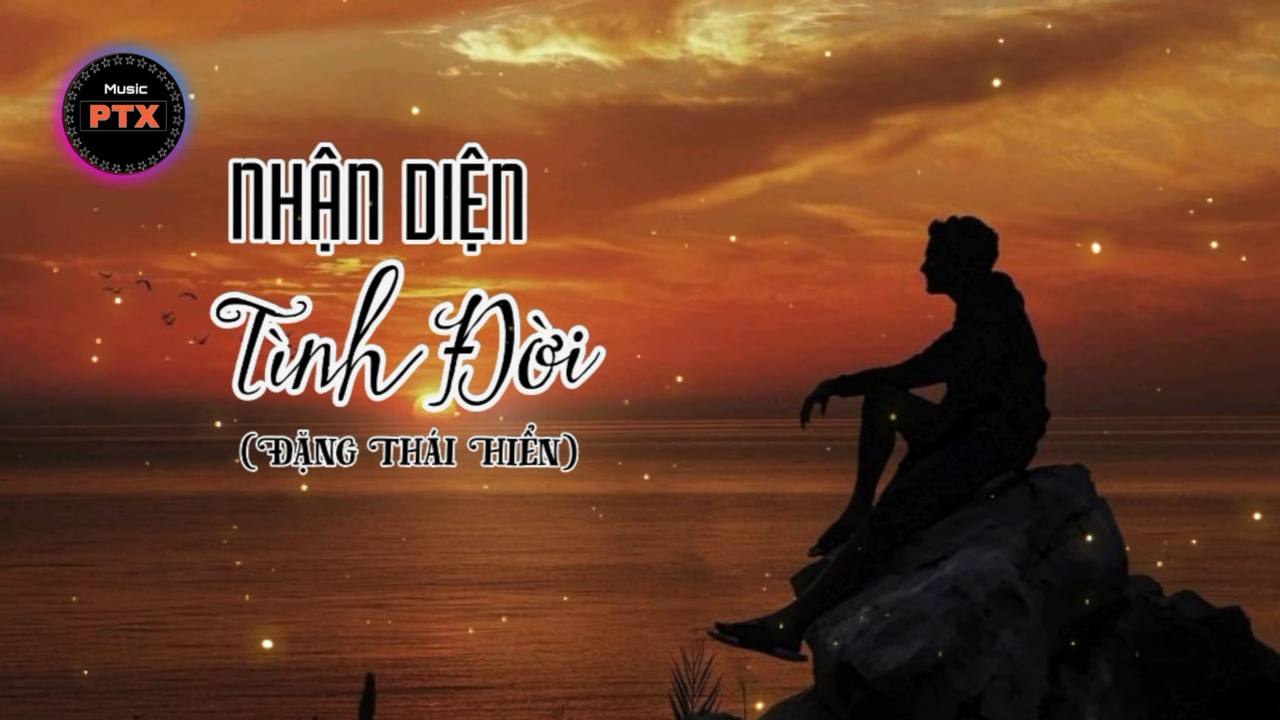 Music
PTX
NHẬN DIỆN
Tình Đời
(ĐẶNG THÁI HIỂN)